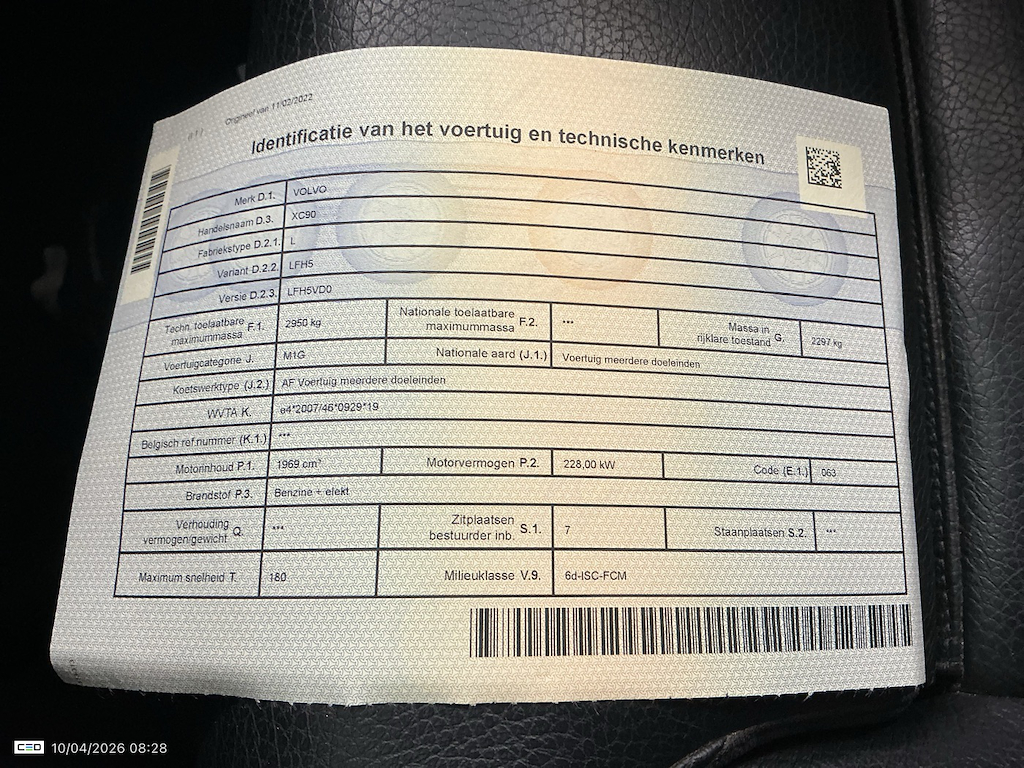 Origineel van 11/02/2022
Identificatie van het voertuig en technische kenmerken
Merk D.1. VOLVO
Handelsnaam D.3. XC90
Fabriekstype D.2.1. L
Variant D.2.2. LFH5
Versie D.2.3. LFH5VD0
Techn. toelaatbare maximummassa F.1. 2950 kg Nationale toelaatbare maximummassa F.2. *** Massa in rijklare toestand G. 2297 kg
Voertuigcategorie J. M1G Nationale aard (J.1.) Voertuig meerdere doeleinden
Koetswerktype (J.2.) AF Voertuig meerdere doeleinden
WVTA K. e4*2007/46*0929*19
Belgisch ref.nummer (K.1.) ***
Motorinhoud P.1. 1969 cm³ Motorvermogen P.2. 228,00 kW Code (E.1.) 063
Brandstof P.3. Benzine + elekt
Verhouding vermogen/gewicht Q. *** Zitplaatsen bestuurder inb. S.1. 7 Staanplaatsen S.2. ***
Maximum snelheid T. 180 Milieuklasse V.9. 6d-ISC-FCM
CEO 10/04/2026 08:28